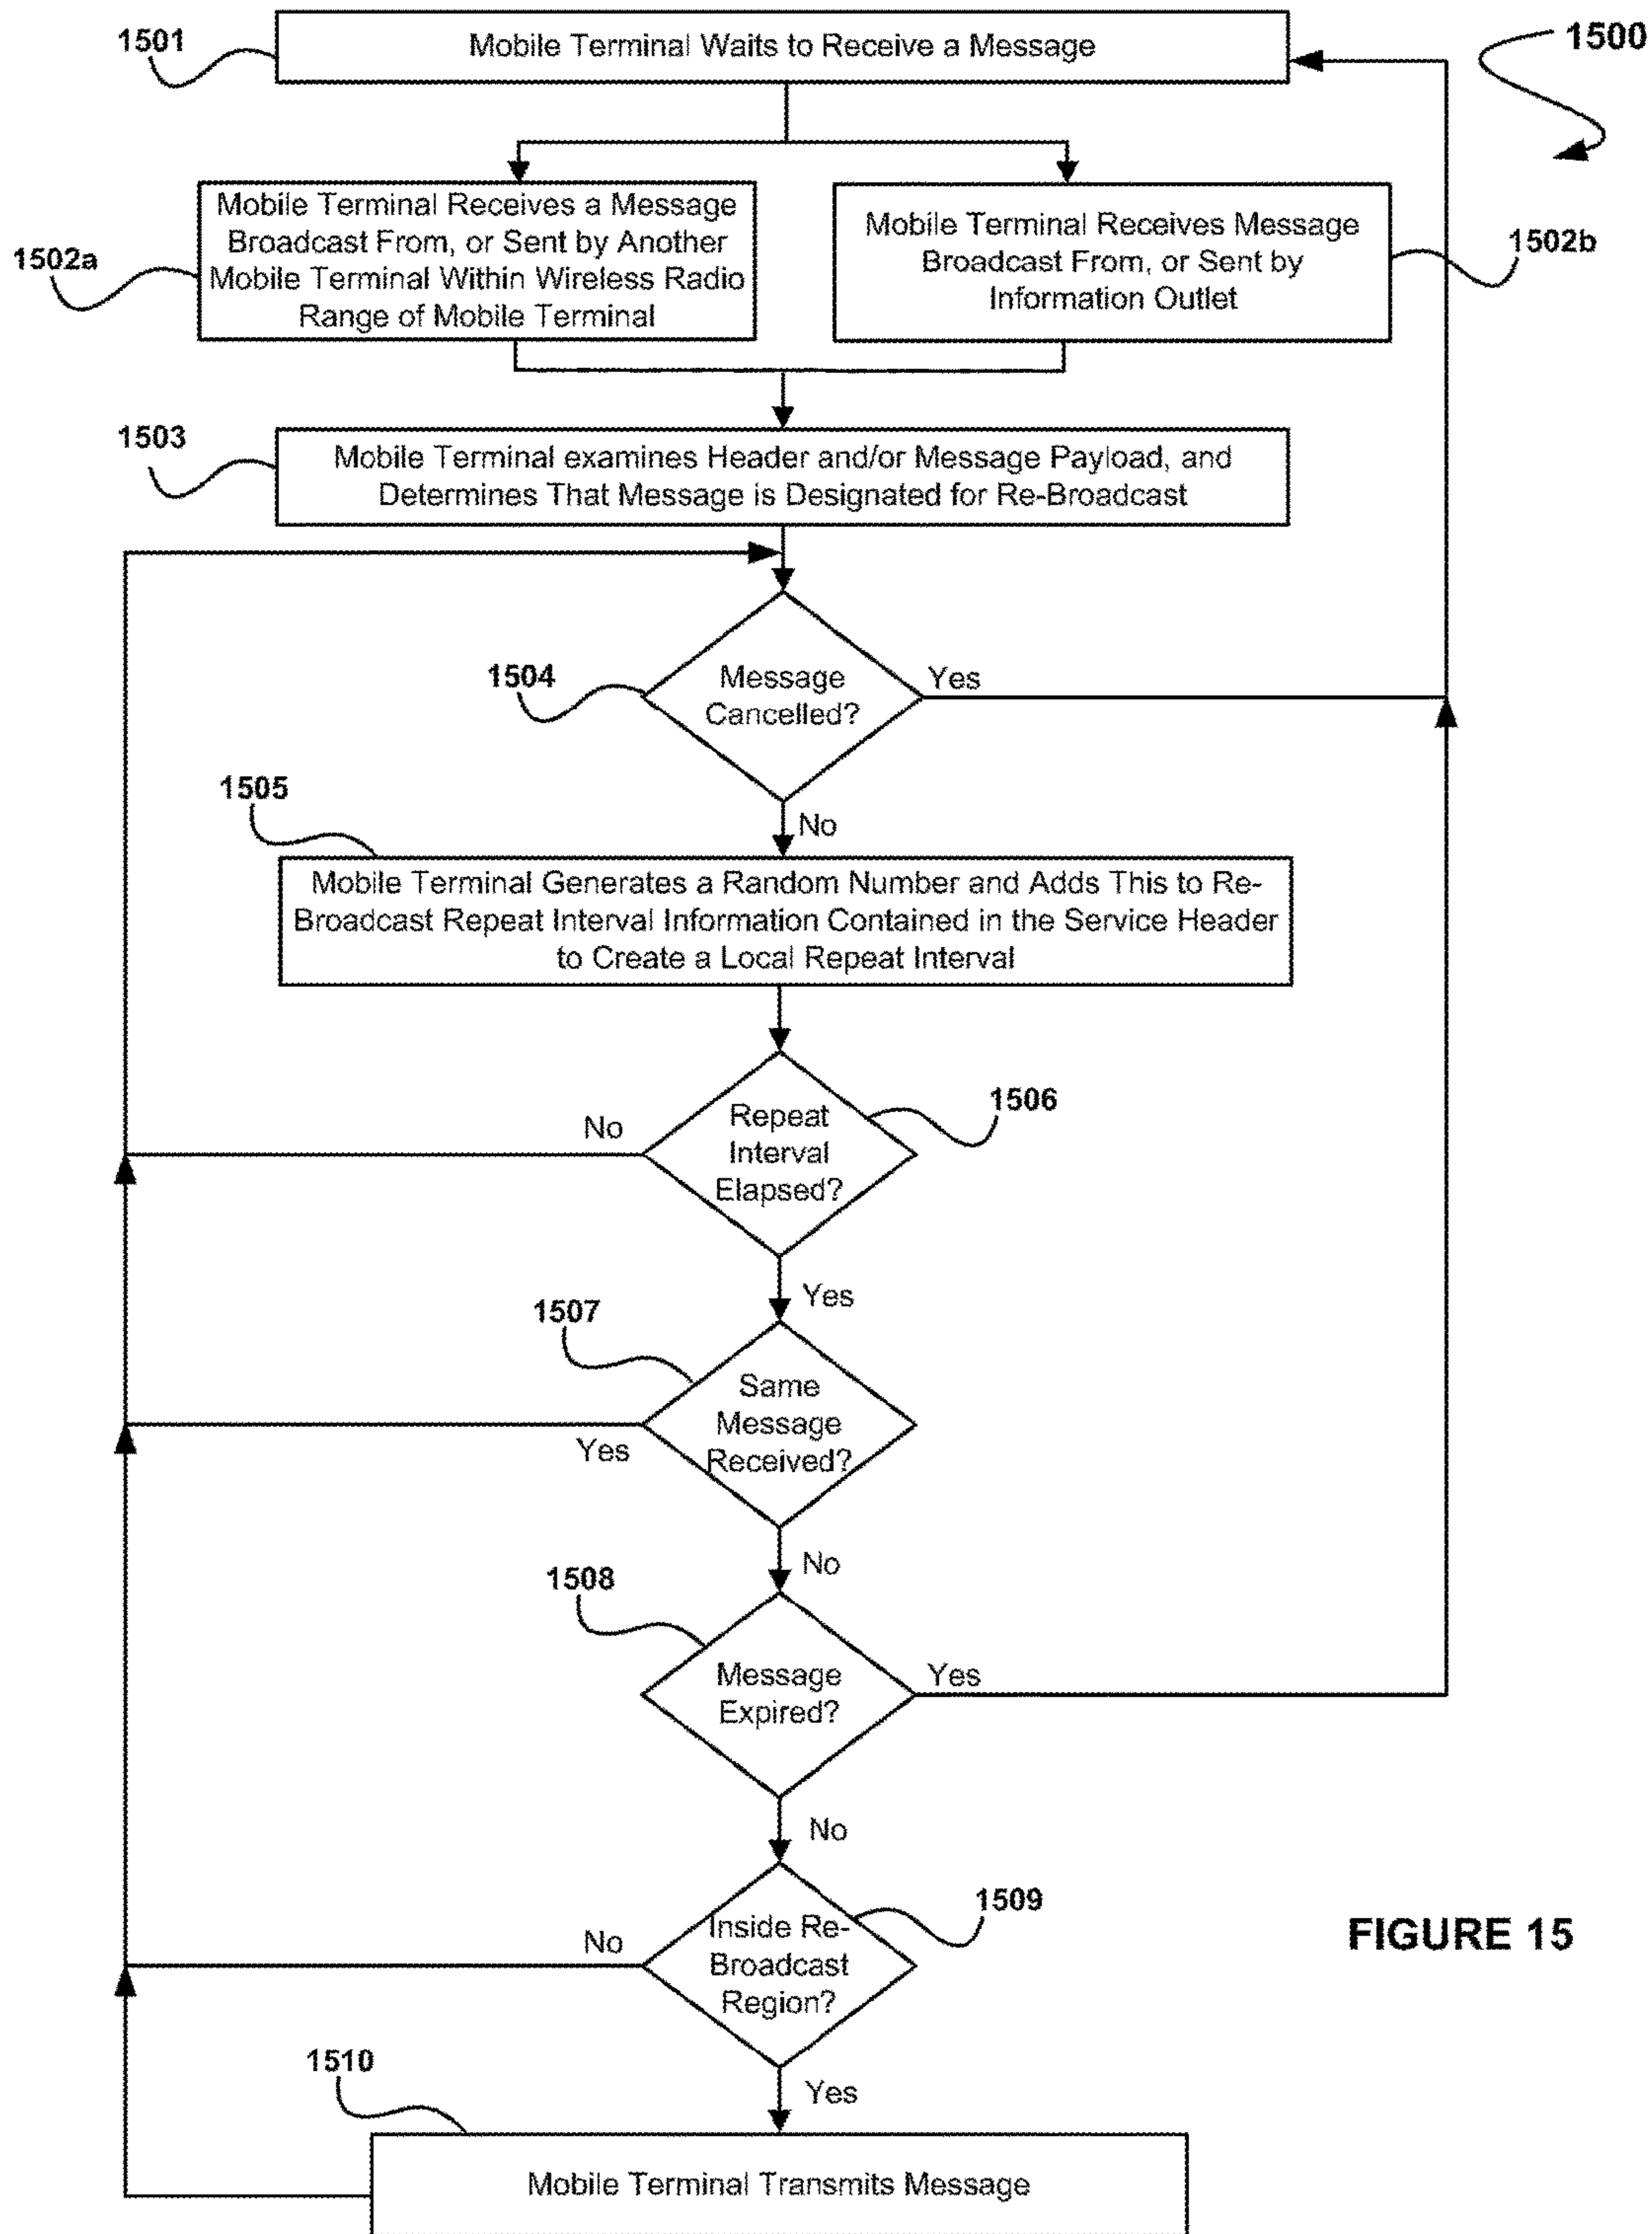 1500
1501
Mobile Terminal Waits to Receive a Message
1502a
Mobile Terminal Receives a Message
Broadcast From, or Sent by Another
Mobile Terminal Within Wireless Radio
Range of Mobile Terminal
Mobile Terminal Receives Message
Broadcast From, or Sent by
Information Outlet
1502b
1503
Mobile Terminal examines Header and/or Message Payload, and
Determines That Message is Designated for Re-Broadcast
1504
Message
Cancelled?
Yes
No
1505
Mobile Terminal Generates a Random Number and Adds This to Re-
Broadcast Repeat Interval Information Contained in the Service Header
to Create a Local Repeat Interval
1506
Repeat
Interval
Elapsed?
No
Yes
1507
Same
Message
Received?
Yes
No
1508
Message
Expired?
Yes
No
1509
Inside Re-
Broadcast
Region?
No
Yes
1510
Mobile Terminal Transmits Message
FIGURE 15